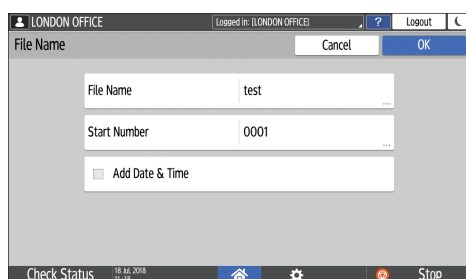 LONDON OFFICE Logged in: [LONDON OFFICE] ? Logout
File Name Cancel OK
File Name test
Start Number 0001
Add Date & Time
Check Status 18 Jul. 2018 Stop